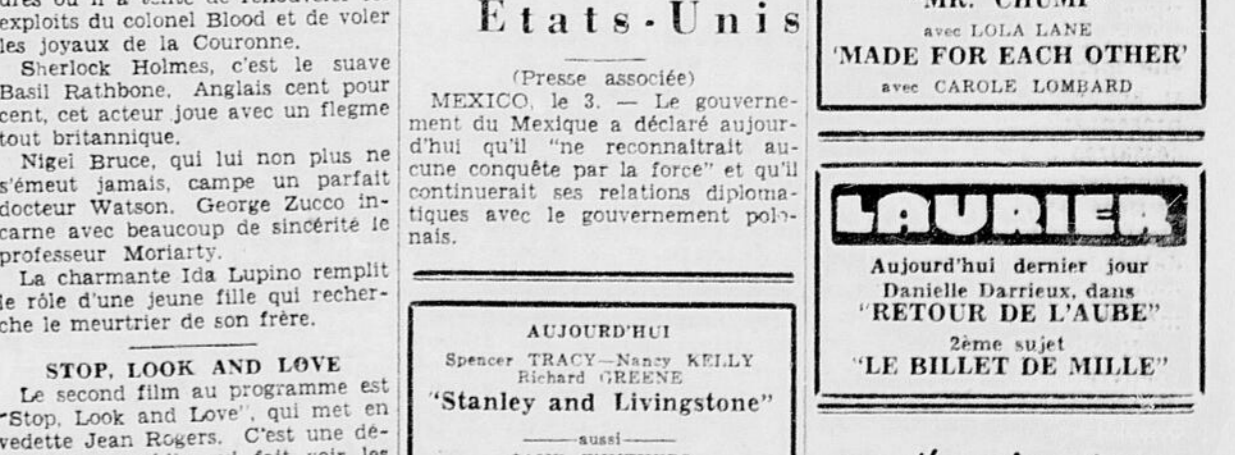 exploits du colonel Blood et de voler
les joyaux de la Couronne.
Sherlock Holmes, c'est le suave
Basil Rathbone. Anglais cent pour
cent, cet acteur joue avec un flegme
tout britannique.
Nigel Bruce, qui lui non plus ne
s'émeut jamais, campe un parfait
docteur Watson. George Zucco in-
carne avec beaucoup de sincérité le
professeur Moriarty.
La charmante Ida Lupino remplit
le rôle d'une jeune fille qui recher-
che le meurtrier de son frère.
STOP, LOOK AND LOVE
Le second film au programme est
"Stop, Look and Love", qui met en
vedette Jean Rogers. C'est une dé-
Etats-Unis
(Presse associée)
MEXICO, le 3. — Le gouverne-
ment du Mexique a déclaré aujour-
d'hui qu'il "ne reconnaîtrait au-
cune conquête par la force" et qu'il
continuerait ses relations diploma-
tiques avec le gouvernement polo-
nais.
AUJOURD'HUI
Spencer TRACY—Nancy KELLY
Richard GREENE
"Stanley and Livingstone"
aussi
MR. CHUMP
avec LOLA LANE
'MADE FOR EACH OTHER'
avec CAROLE LOMBARD
LAURIER
Aujourd'hui dernier jour
Danielle Darrieux, dans
"RETOUR DE L'AUBE"
2ème sujet
"LE BILLET DE MILLE"